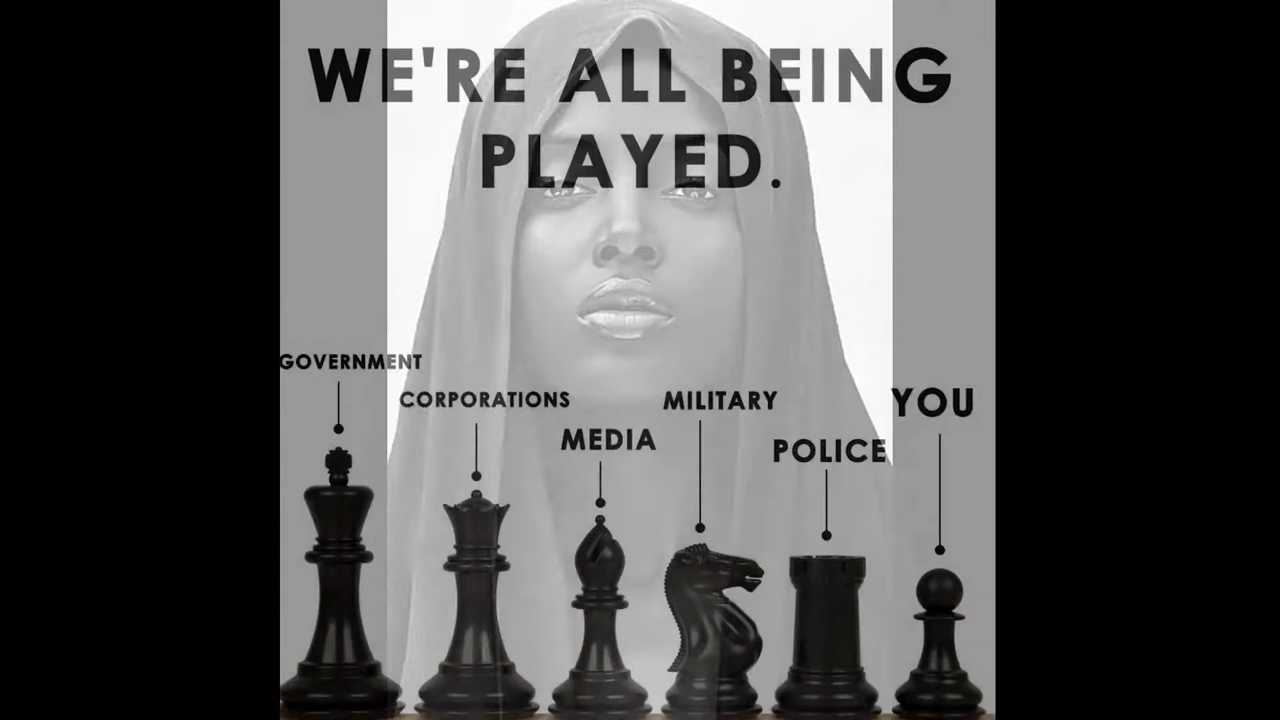 WE'RE ALL BEING
PLAYED.
GOVERNMENT
CORPORATIONS
MEDIA
MILITARY
POLICE
YOU